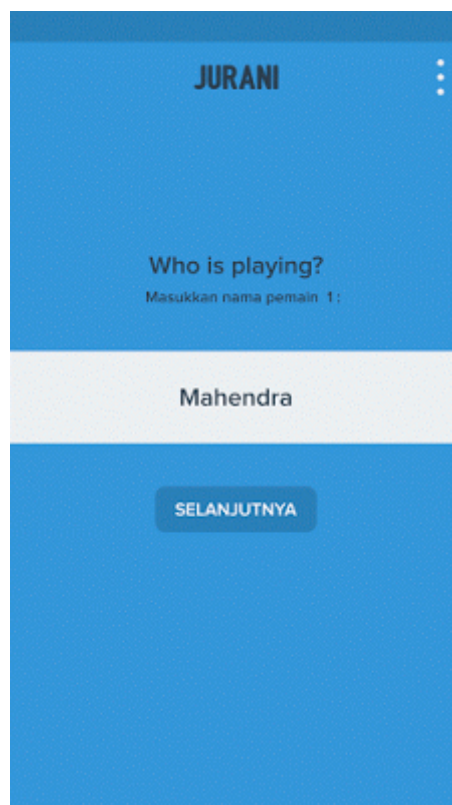 JURANI
Who is playing?
Masukkan nama pemain 1 :
Mahendra
SELANJUTNYA